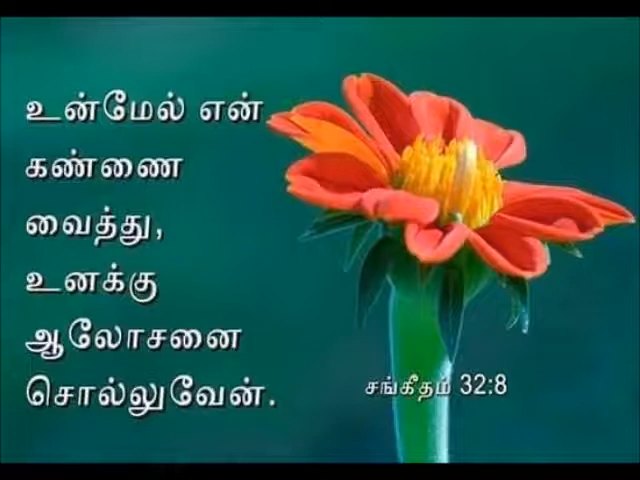 உன்மேல் என்
கண்ணை
வைத்து,
உனக்கு
ஆலோசனை
சொல்லுவேன்.
சங்கீதம் 32:8